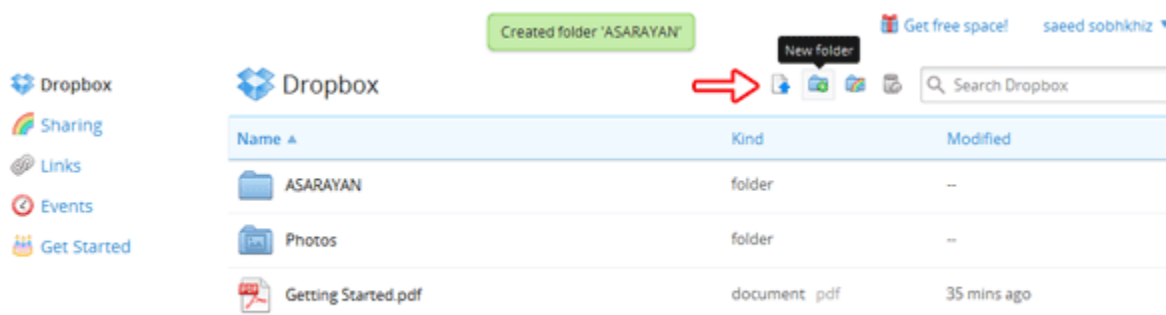 Created folder 'ASARAYAN'
Get free space!
saeed sobhkhiz
New folder
Dropbox
Sharing
Links
Events
Get Started
Dropbox
Search Dropbox
Name Kind Modified
ASARAYAN folder --
Photos folder --
Getting Started.pdf document pdf 35 mins ago